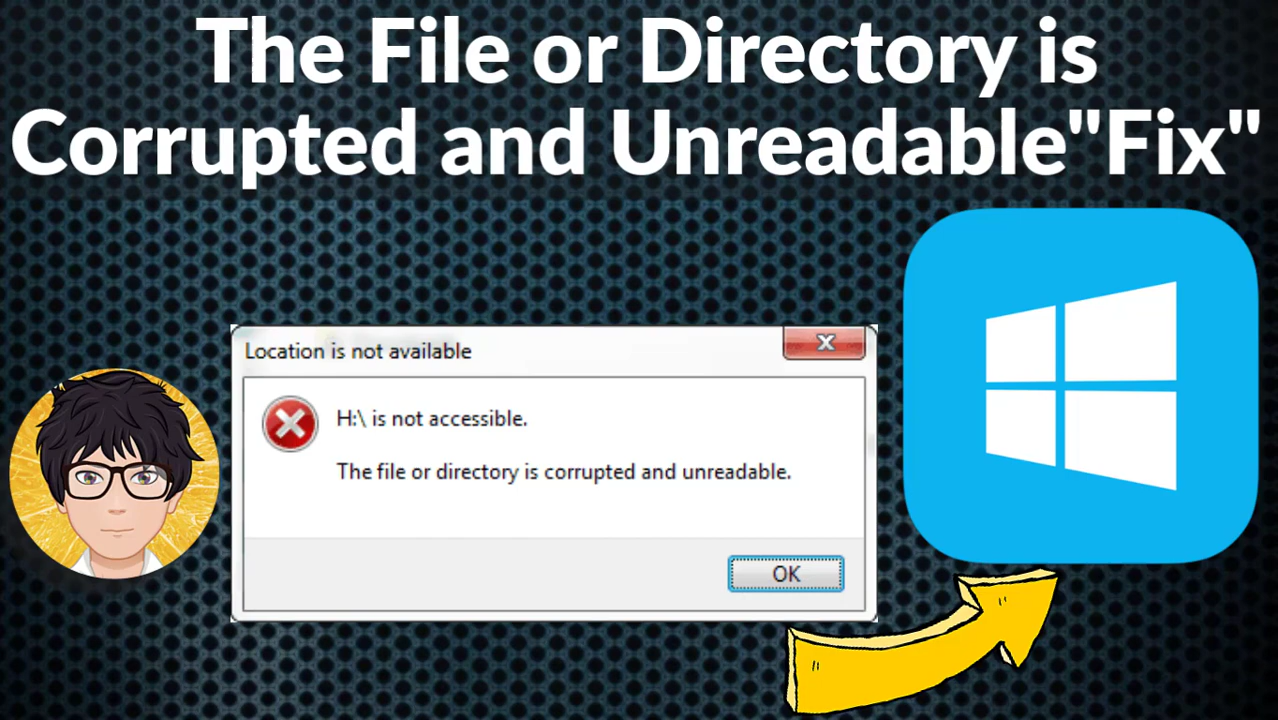 The File or Directory is
Corrupted and Unreadable"Fix"
Location is not available
X
H:\ is not accessible.
The file or directory is corrupted and unreadable.
OK